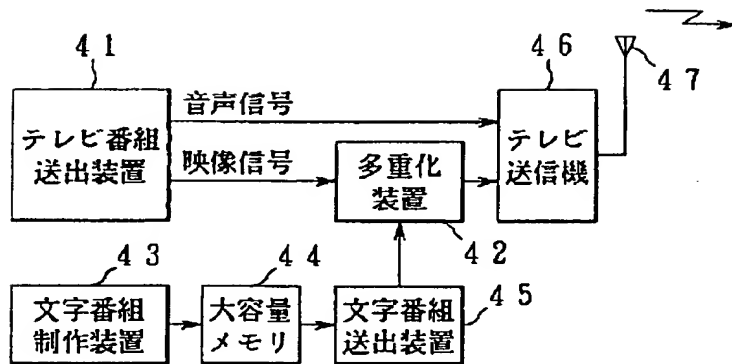 41
テレビ番組
送出装置
音声信号
映像信号
多重化
装置
42
46
テレビ
送信機
47
43
文字番組
制作装置
44
大容量
メモリ
文字番組
送出装置
45